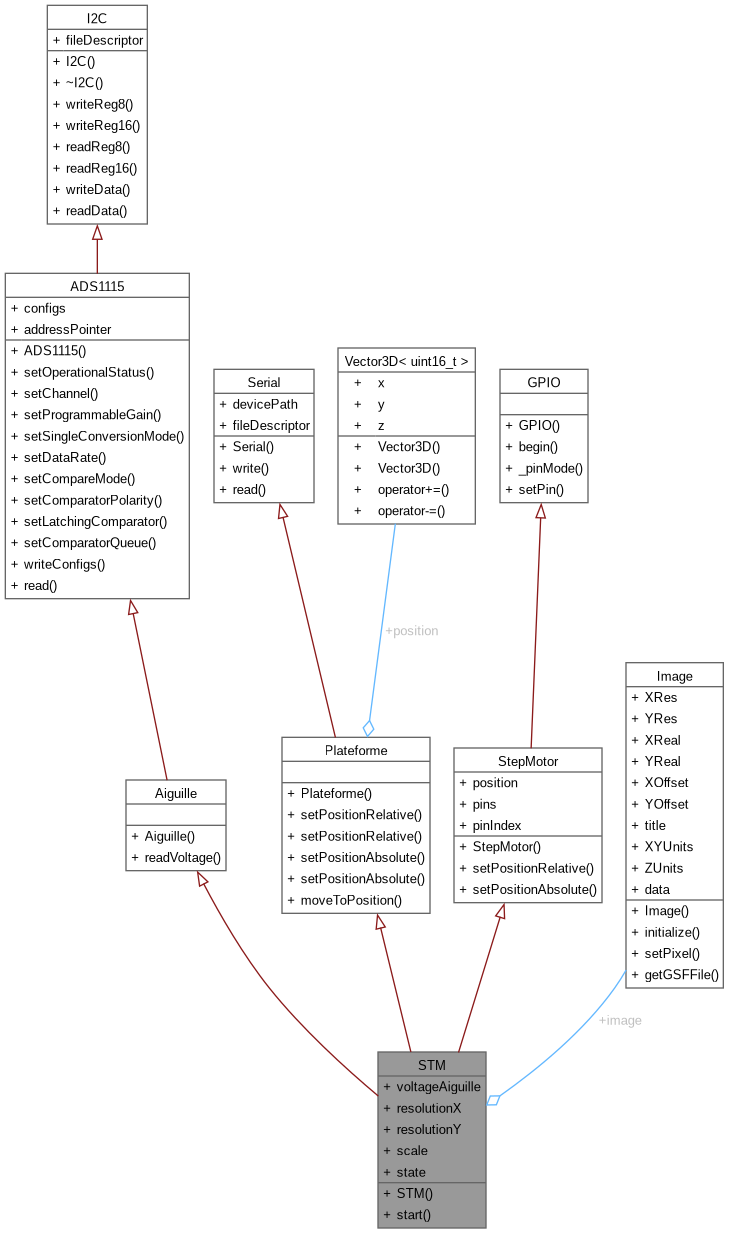 I2C
+ fileDescriptor
+ I2C()
+ ~I2C()
+ writeReg8()
+ writeReg16()
+ readReg8()
+ readReg16()
+ writeData()
+ readData()
ADS1115
+ configs
+ addressPointer
+ ADS1115()
+ setOperationalStatus()
+ setChannel()
+ setProgrammableGain()
+ setSingleConversionMode()
+ setDataRate()
+ setCompareMode()
+ setComparatorPolarity()
+ setLatchingComparator()
+ setComparatorQueue()
+ writeConfigs()
+ read()
Serial
+ devicePath
+ fileDescriptor
+ Serial()
+ write()
+ read()
Vector3D< uint16_t >
+ x
+ y
+ z
+ Vector3D()
+ Vector3D()
+ operator+=()
+ operator-=()
GPIO
+ GPIO()
+ begin()
+ _pinMode()
+ setPin()
+position
Image
+ XRes
+ YRes
+ XReal
+ YReal
+ XOffset
+ YOffset
+ title
+ XYUnits
+ ZUnits
+ data
+ Image()
+ initialize()
+ setPixel()
+ getGSFFile()
Aiguille
+ Aiguille()
+ readVoltage()
Plateforme
+ Plateforme()
+ setPositionRelative()
+ setPositionRelative()
+ setPositionAbsolute()
+ setPositionAbsolute()
+ moveToPosition()
StepMotor
+ position
+ pins
+ pinIndex
+ StepMotor()
+ setPositionRelative()
+ setPositionAbsolute()
+image
STM
+ voltageAiguille
+ resolutionX
+ resolutionY
+ scale
+ state
+ STM()
+ start()